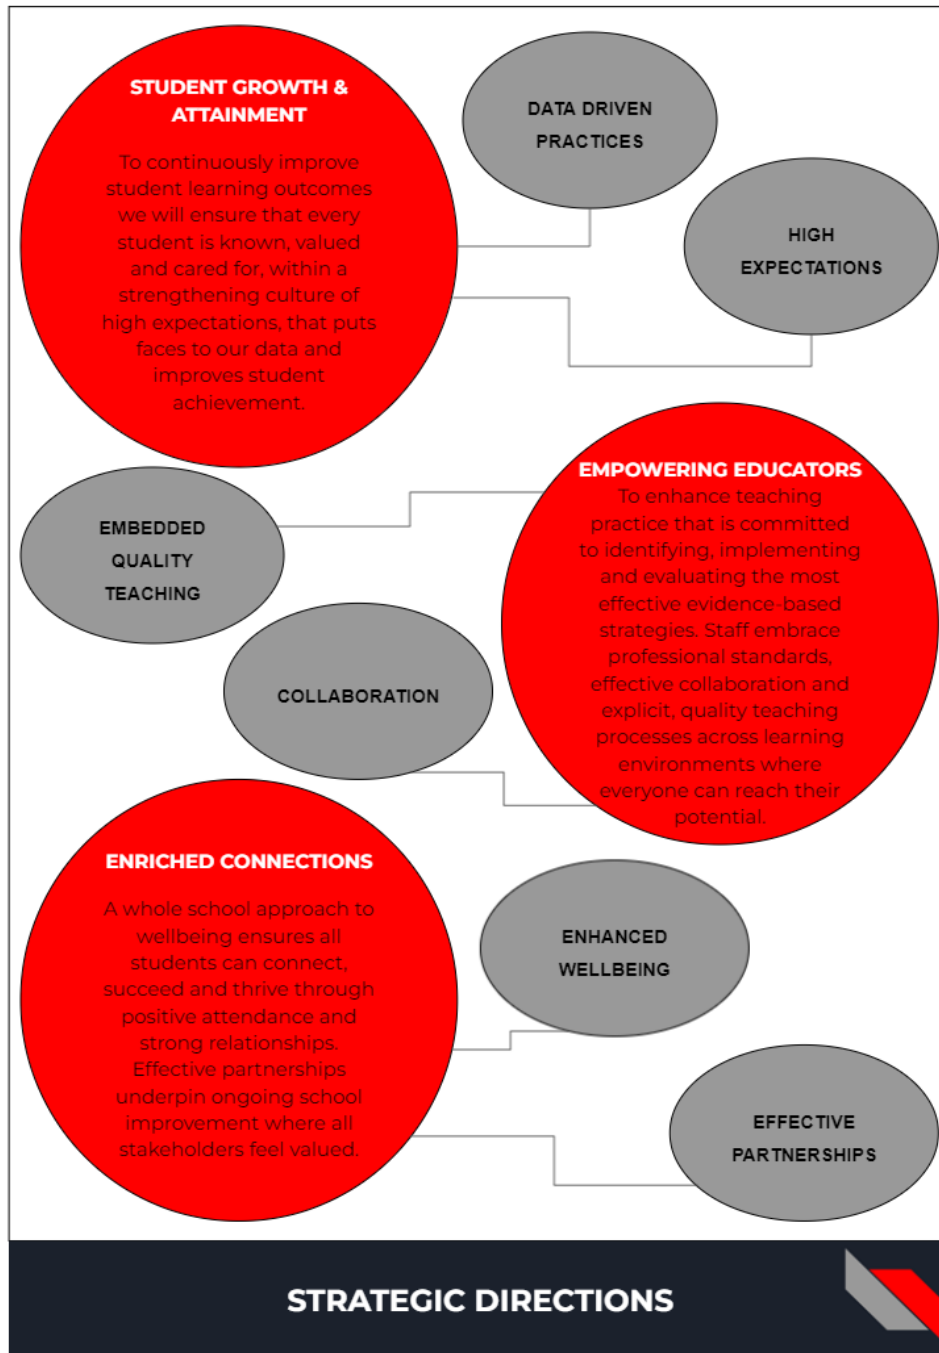 STUDENT GROWTH &
ATTAINMENT
To continuously improve
student learning outcomes
we will ensure that every
student is known, valued
and cared for, within a
strengthening culture of
high expectations, that puts
faces to our data and
improves student
achievement.
DATA DRIVEN
PRACTICES
HIGH
EXPECTATIONS
EMPOWERING EDUCATORS
To enhance teaching
practice that is committed
to identifying, implementing
and evaluating the most
effective evidence-based
strategies. Staff embrace
professional standards,
effective collaboration and
explicit, quality teaching
processes across learning
environments where
everyone can reach their
potential.
EMBEDDED
QUALITY
TEACHING
COLLABORATION
ENRICHED CONNECTIONS
A whole school approach to
wellbeing ensures all
students can connect,
succeed and thrive through
positive attendance and
strong relationships.
Effective partnerships
underpin ongoing school
improvement where all
stakeholders feel valued.
ENHANCED
WELLBEING
EFFECTIVE
PARTNERSHIPS
STRATEGIC DIRECTIONS